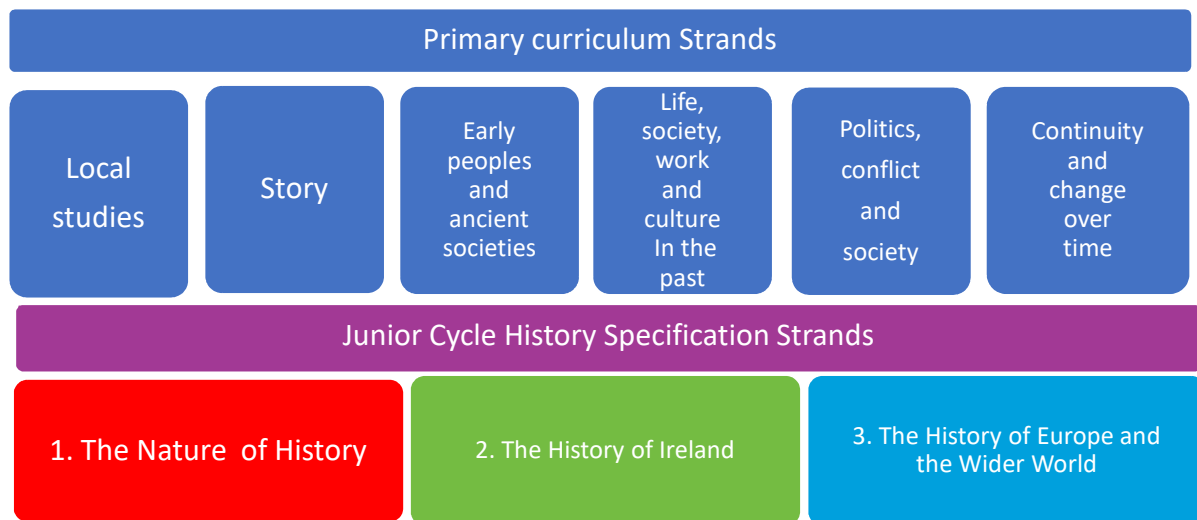 Primary curriculum Strands
Local
studies
Story
Early
peoples
and
ancient
societies
Life,
society,
work
and
culture
In the
past
Politics,
conflict
and
society
Continuity
and
change
over
time
Junior Cycle History Specification Strands
1. The Nature of History
2. The History of Ireland
3. The History of Europe and
the Wider World